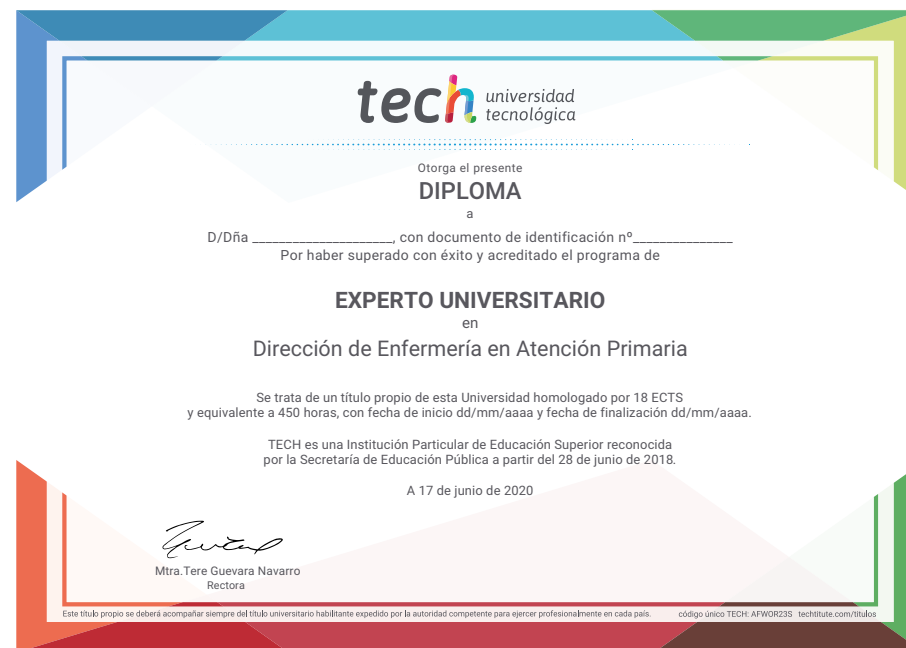 tech universidad
tecnológica
Otorga el presente
DIPLOMA
a
D/Dña ______________________, con documento de identificación nº_______________
Por haber superado con éxito y acreditado el programa de
EXPERTO UNIVERSITARIO
en
Dirección de Enfermería en Atención Primaria
Se trata de un título propio de esta Universidad homologado por 18 ECTS
y equivalente a 450 horas, con fecha de inicio dd/mm/aaaa y fecha de finalización dd/mm/aaaa.
TECH es una Institución Particular de Educación Superior reconocida
por la Secretaría de Educación Pública a partir del 28 de junio de 2018.
A 17 de junio de 2020
Mtra.Tere Guevara Navarro
Rectora
Este título propio se deberá acompañar siempre del título universitario habilitante expedido por la autoridad competente para ejercer profesionalmente en cada país. código único TECH: AFWOR23S techtitute.com/titulos